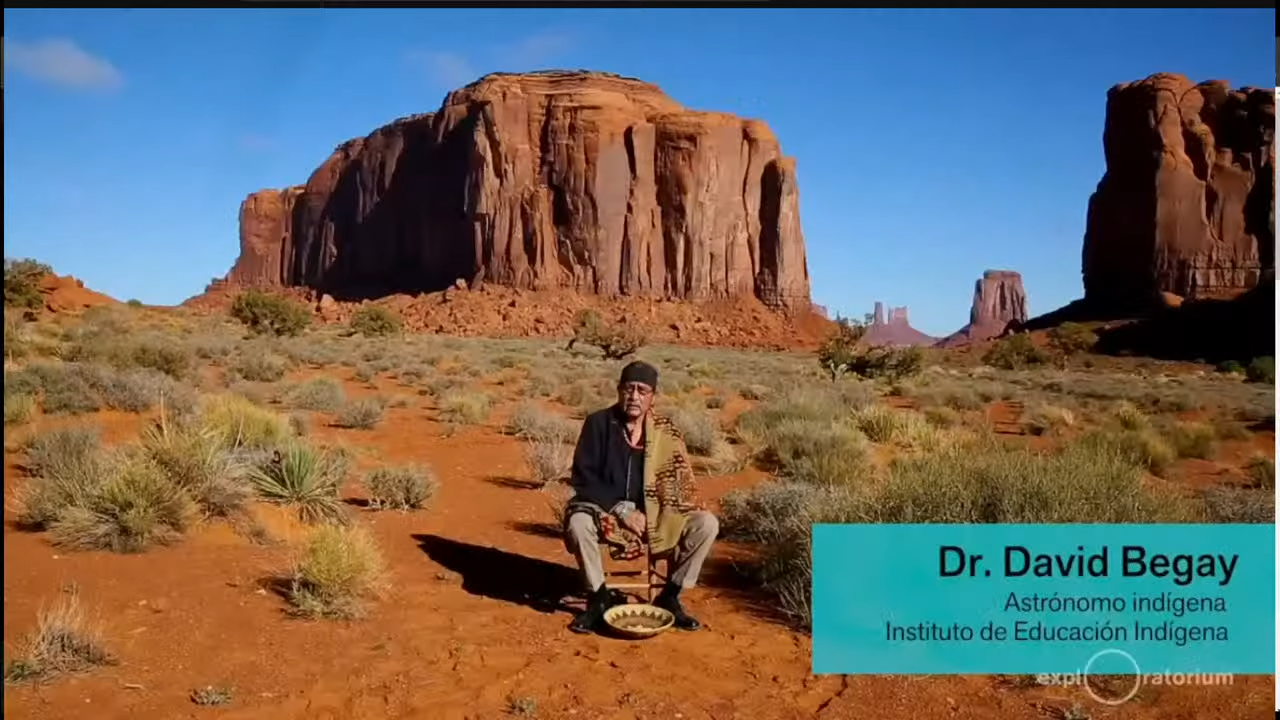 Dr. David Begay
Astrónomo indígena
Instituto de Educación Indígena
exploratorium